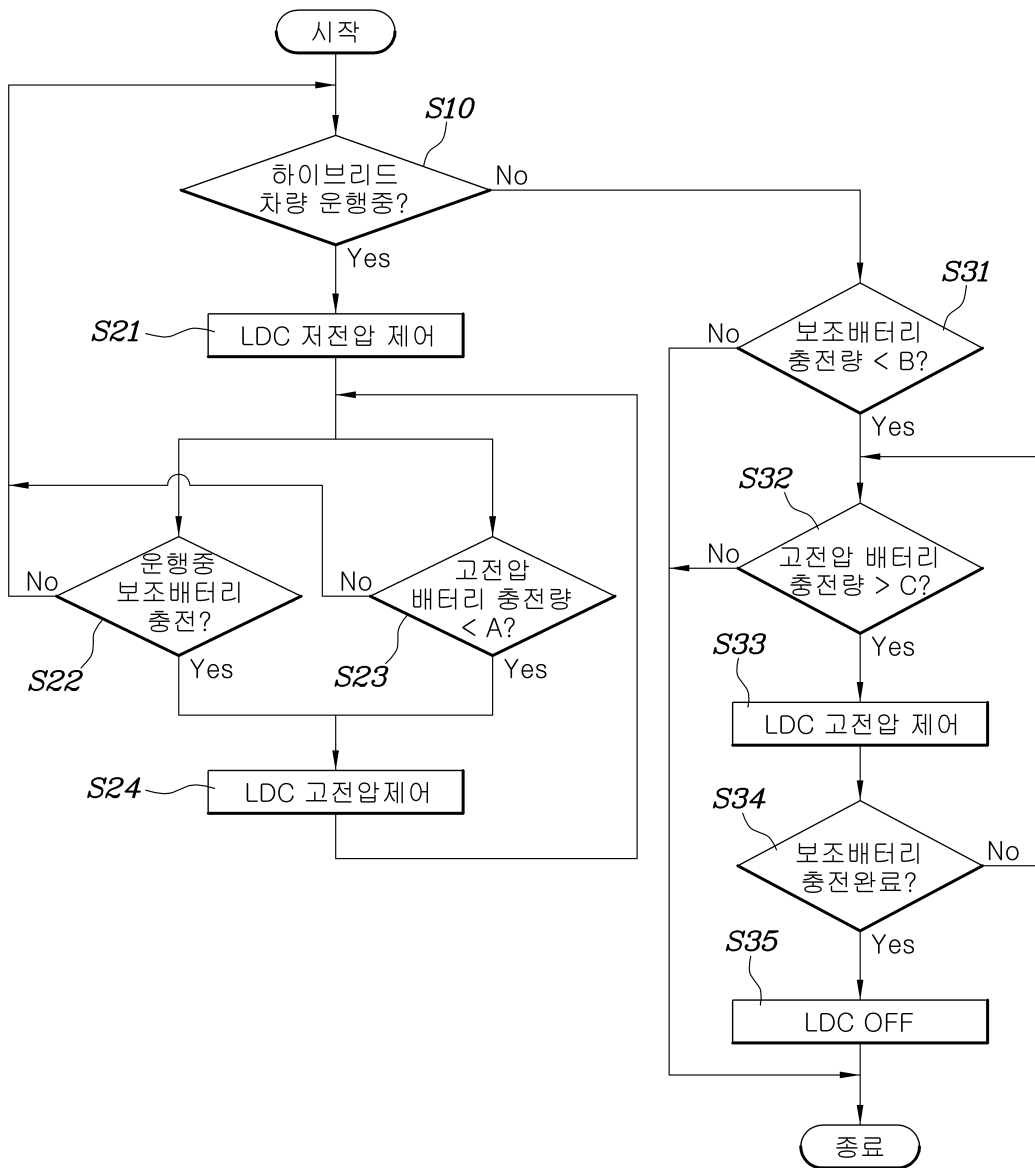 시작
S10
하이브리드
차량 운행중?
No
Yes
S21
LDC 저전압 제어
S22
운행중
보조배터리
충전?
No
Yes
S23
고전압
배터리 충전량
< A?
No
Yes
S24
LDC 고전압제어
S31
보조배터리
충전량 < B?
No
Yes
S32
고전압 배터리
충전량 > C?
No
Yes
S33
LDC 고전압 제어
S34
보조배터리
충전완료?
No
Yes
S35
LDC OFF
종료